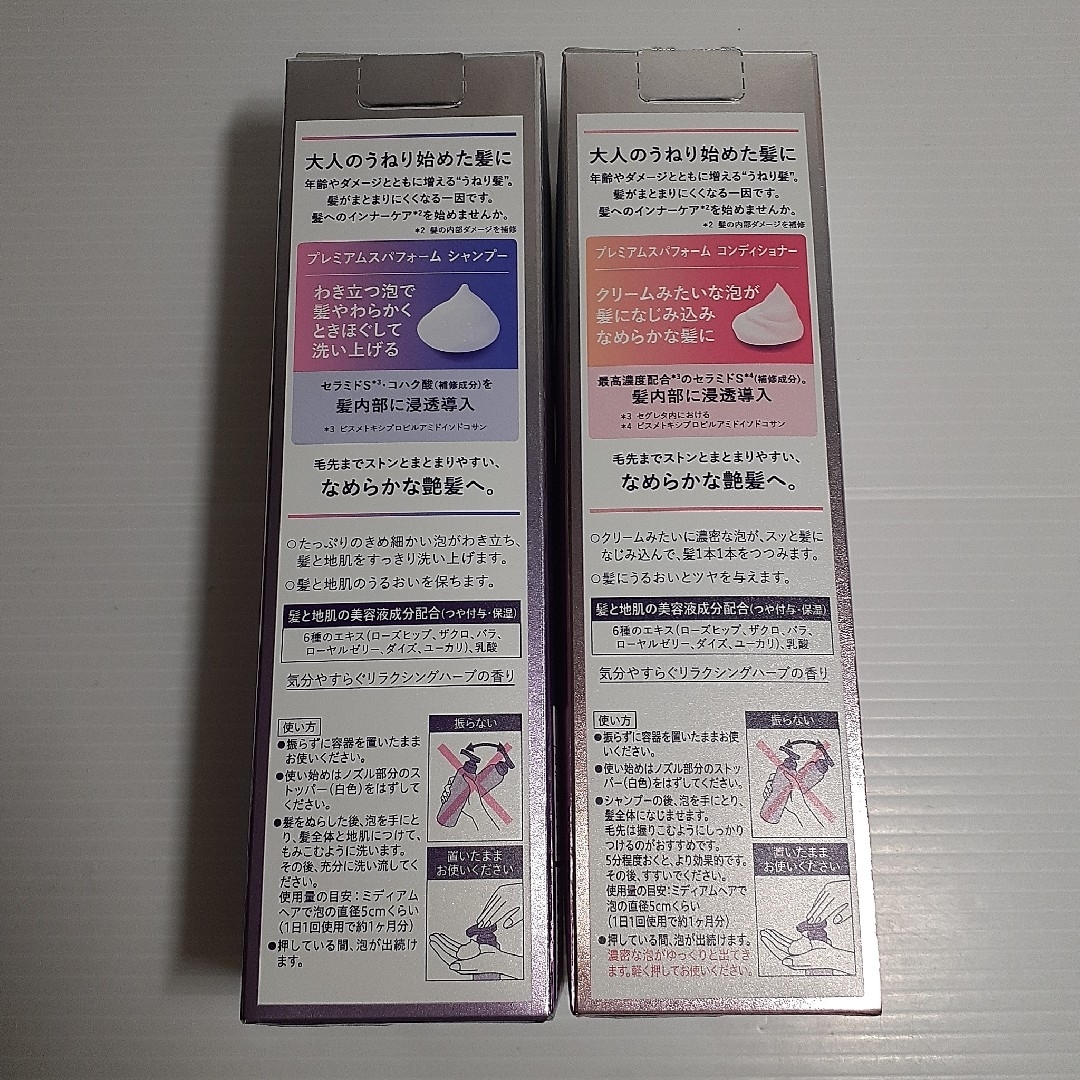 大人のうねり始めた髪に
年齢やダメージとともに増える“うねり髪”。
髪がまとまりにくくなる一因です。
髪へのインナーケア*2を始めませんか。
*2 髪の内部ダメージを補修
プレミアムスパフォーム シャンプー
わき立つ泡で
髪やわらかく
ときほぐして
洗い上げる
セラミドS*3・コハク酸(補修成分)を
髪内部に浸透導入
*3 ビスメトキシプロピルアミドイソドコサン
毛先までストンとまとまりやすい、
なめらかな艶髪へ。
○たっぷりのきめ細かい泡がわき立ち、
髪と地肌をすっきり洗い上げます。
○髪と地肌のうるおいを保ちます。
髪と地肌の美容液成分配合(つや付与・保湿)
6種のエキス(ローズヒップ、ザクロ、バラ、
ローヤルゼリー、ダイズ、ユーカリ)、乳酸
気分やすらぐリラクシングハーブの香り
使い方
●振らずに容器を置いたまま
お使いください。
●使い始めはノズル部分のス
トッパー(白色)をはずして
ください。
●髪をぬらした後、泡を手にと
り、髪全体と地肌につけて、
もみこむように洗います。
その後、充分に洗い流してく
ださい。
使用量の目安:ミディアム
ヘアで泡の直径5cmくらい
(1日1回使用で約1ヶ月分)
●押している間、泡が出続け
ます。
振らない
置いたまま
お使いください
大人のうねり始めた髪に
年齢やダメージとともに増える“うねり髪”。
髪がまとまりにくくなる一因です。
髪へのインナーケア*2を始めませんか。
*2 髪の内部ダメージを補修
プレミアムスパフォーム コンディショナー
クリームみたいな泡が
髪になじみ込み
なめらかな髪に
最高濃度配合*3のセラミドS*4(補修成分)。
髪内部に浸透導入
*3 セグレタ内における
*4 ビスメトキシプロピルアミドイソドコサン
毛先までストンとまとまりやすい、
なめらかな艶髪へ。
○クリームみたいに濃密な泡が、スッと髪に
なじみ込んで、髪1本1本をつつみます。
○髪にうるおいとツヤを与えます。
髪と地肌の美容液成分配合(つや付与・保湿)
6種のエキス(ローズヒップ、ザクロ、バラ、
ローヤルゼリー、ダイズ、ユーカリ)、乳酸
気分やすらぐリラクシングハーブの香り
使い方
●振らずに容器を置いたままお使
いください。
●使い始めはノズル部分のストッ
パー(白色)をはずしてください。
●シャンプーの後、泡を手にとり、
髪全体になじませます。
毛先は握りこむようにしっかり
つけるのがおすすめです。
5分程度おくと、より効果的です。
その後、すすいでください。
使用量の目安:ミディアムヘアで
泡の直径5cmくらい
(1日1回使用で約1ヶ月分)
●押している間、泡が出続けます。
濃密な泡がゆっくりと出てき
ます。軽く押してお使いください。
振らない
置いたまま
お使いください